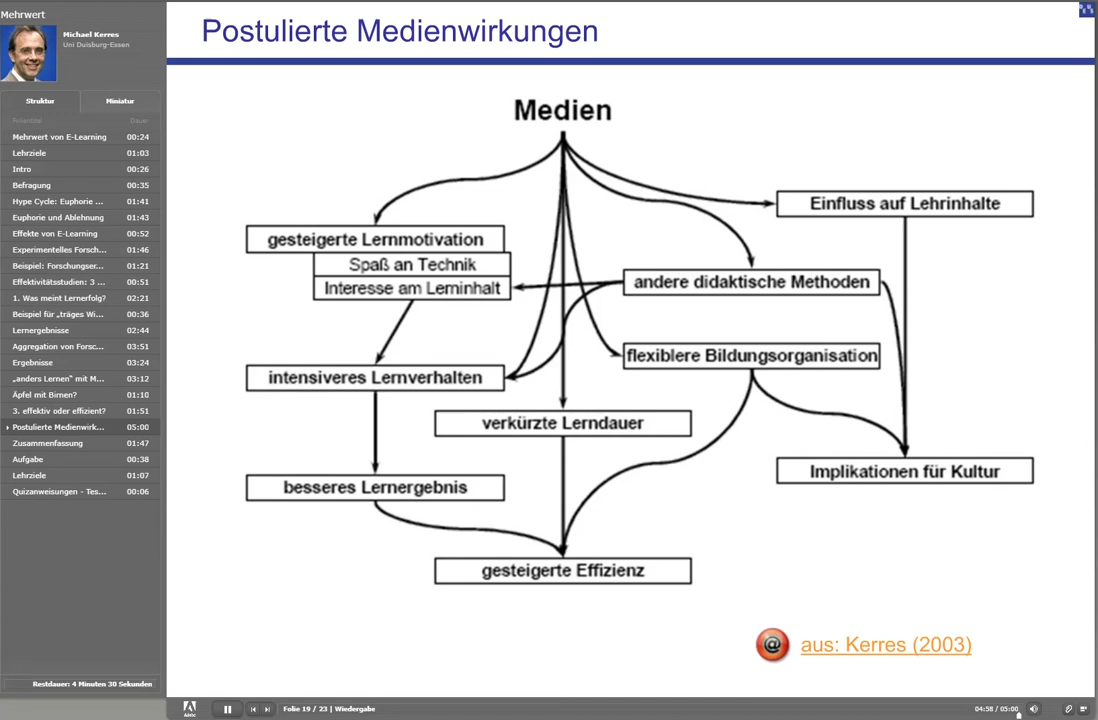 Mehrwert
Michael Kerres
Uni Duisburg-Essen
Struktur Miniatur
Folientitel Dauer
Mehrwert von E-Learning 00:24
Lehrziele 01:03
Intro 00:26
Befragung 00:35
Hype Cycle: Euphorie ... 01:41
Euphorie und Ablehnung 01:43
Effekte von E-Learning 00:52
Experimentelles Forsch... 01:46
Beispiel: Forschungser... 01:21
Effektivitätsstudien: 3 ... 00:51
1. Was meint Lernerfolg? 02:21
Beispiel für „träges Wi... 00:36
Lernergebnisse 02:44
Aggregation von Forsc... 03:51
Ergebnisse 03:24
„anders Lernen“ mit M... 03:12
Äpfel mit Birnen? 01:10
3. effektiv oder effizient? 01:51
Postulierte Medienwirk... 05:00
Zusammenfassung 01:47
Aufgabe 00:38
Lehrziele 01:07
Quizanweisungen - Tes... 00:06
Restdauer: 4 Minuten 30 Sekunden
Postulierte Medienwirkungen
Medien
Einfluss auf Lehrinhalte
gesteigerte Lernmotivation
Spaß an Technik
Interesse am Lerninhalt
andere didaktische Methoden
flexiblere Bildungsorganisation
intensiveres Lernverhalten
verkürzte Lerndauer
Implikationen für Kultur
besseres Lernergebnis
gesteigerte Effizienz
@ aus: Kerres (2003)
Adobe Folie 19 / 23 | Wiedergabe 04:58 / 05:00